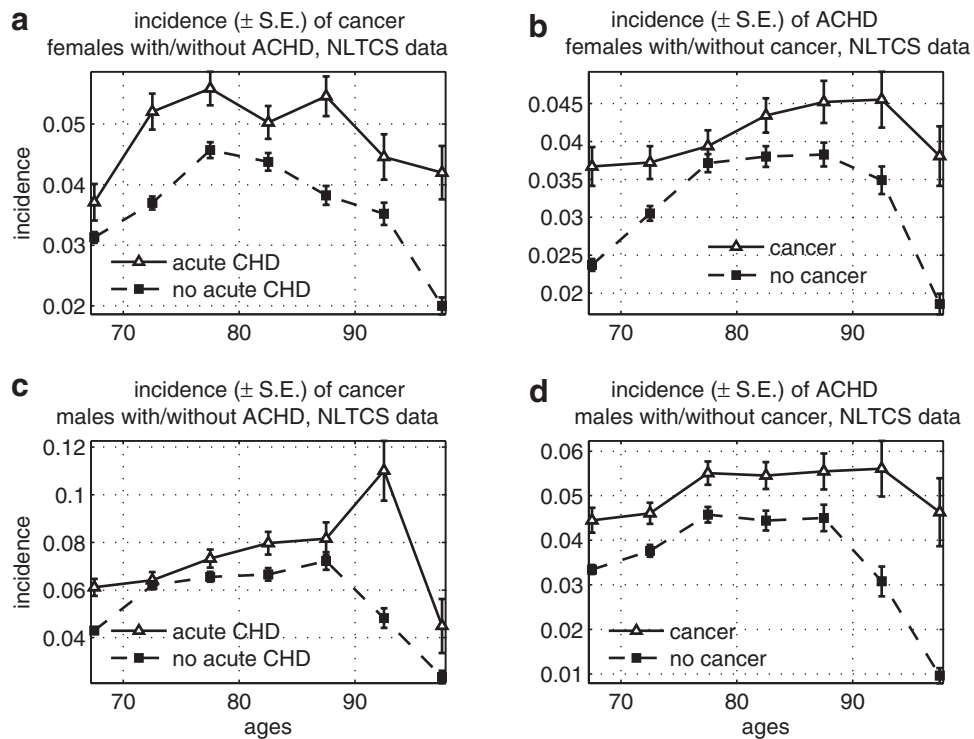 a
incidence (± S.E.) of cancer
females with/without ACHD, NLTCS data
incidence
0.05
0.04
0.03
0.02
acute CHD
no acute CHD
70
80
90
b
incidence (± S.E.) of ACHD
females with/without cancer, NLTCS data
0.045
0.04
0.035
0.03
0.025
0.02
cancer
no cancer
70
80
90
c
incidence (± S.E.) of cancer
males with/without ACHD, NLTCS data
incidence
0.12
0.1
0.08
0.06
0.04
acute CHD
no acute CHD
70
80
90
ages
d
incidence (± S.E.) of ACHD
males with/without cancer, NLTCS data
0.06
0.05
0.04
0.03
0.02
0.01
cancer
no cancer
70
80
90
ages